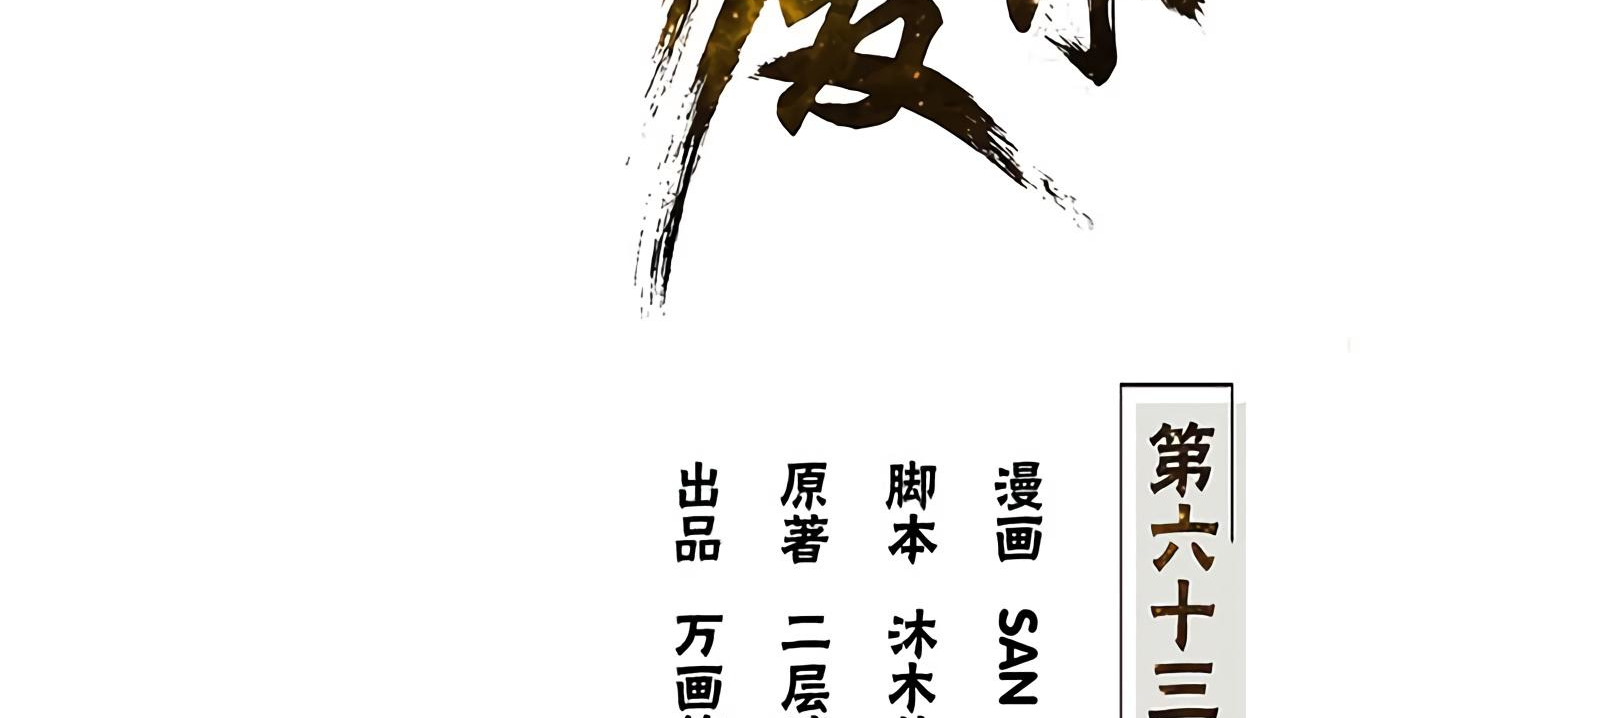 第六十三
漫画 SAN
脚本 沐木
原著 二层
出品 万画